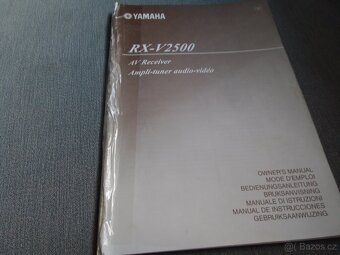 YAMAHA
RX-V2500
AV Receiver
Ampli-tuner audio-vidéo
OWNER'S MANUAL
MODE D'EMPLOI
BEDIENUNGSANLEITUNG
BRUKSANVISNING
MANUALE DI ISTRUZIONI
MANUAL DE INSTRUCCIONES
GEBRUIKSAANWIJZING
bazos.cz